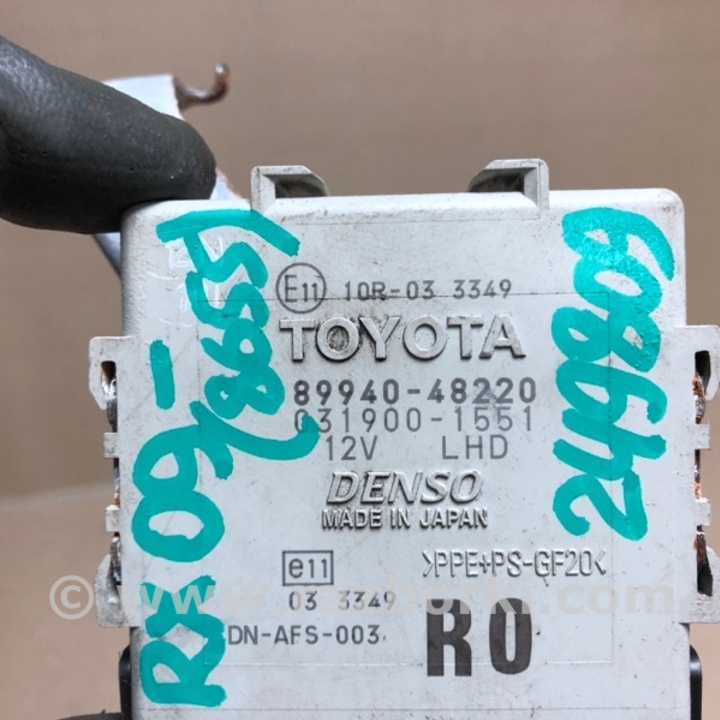 E11 10R-03 3349
TOYOTA
89940-48220
031900-1551
12V LHD
DENSO
MADE IN JAPAN
e11 >PPE+PS-GF20<
03 3349
DN-AFS-003
R0
RX 09-
(8655)
249809